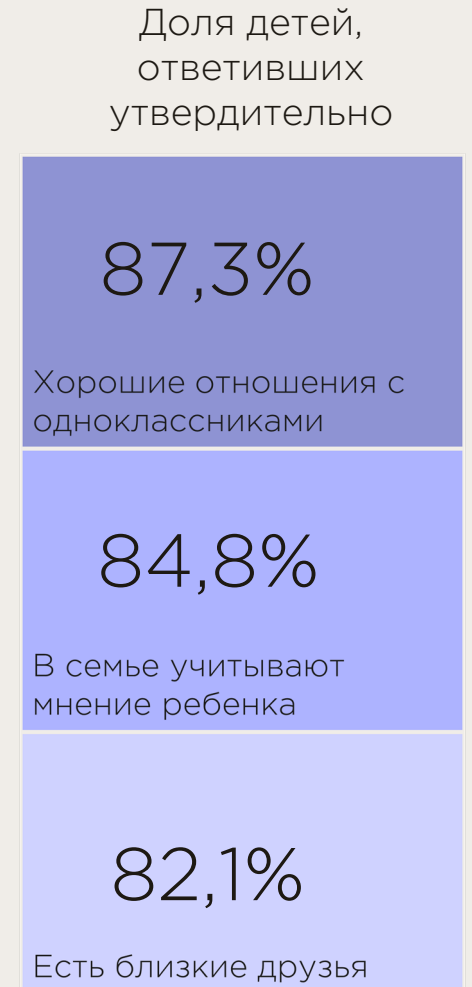 Доля детей,
ответивших
утвердительно
87,3%
Хорошие отношения с
одноклассниками
84,8%
В семье учитывают
мнение ребенка
82,1%
Есть близкие друзья